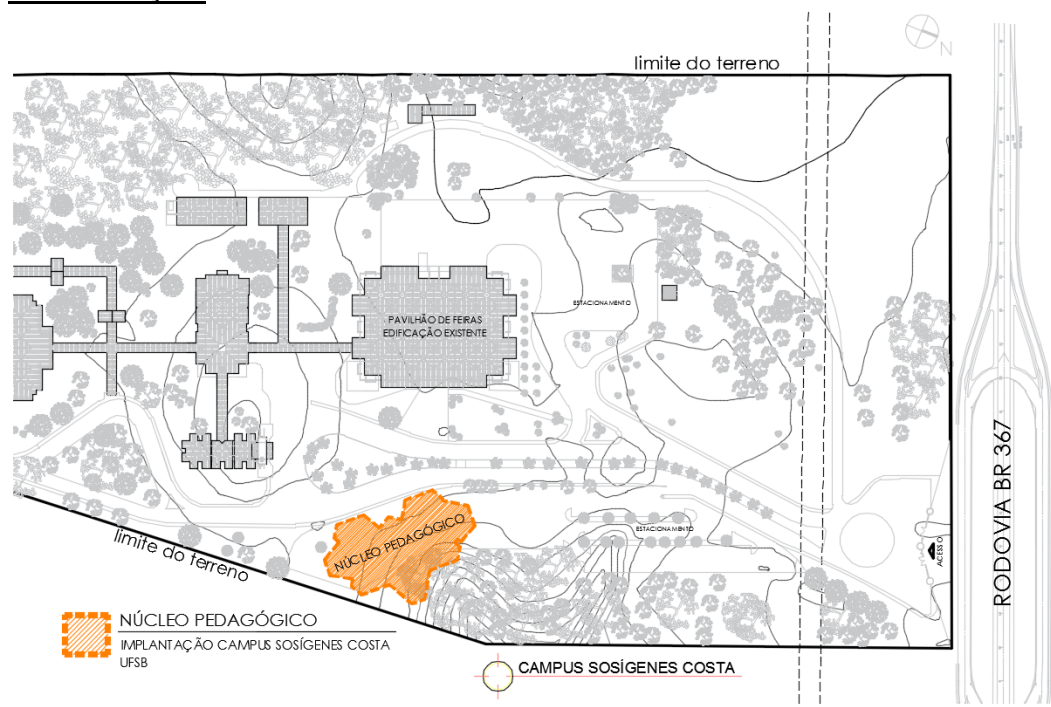 limite do terreno
N
ESTACIONAMENTO
PAVILHÃO DE FEIRAS
EDIFICAÇÃO EXISTENTE
RODOVIA BR 367
NÚCLEO PEDAGÓGICO
ESTACIONAMENTO
ACESSO
limite do terreno
NÚCLEO PEDAGÓGICO
IMPLANTAÇÃO CAMPUS SOSÍGENES COSTA
UFSB
CAMPUS SOSÍGENES COSTA